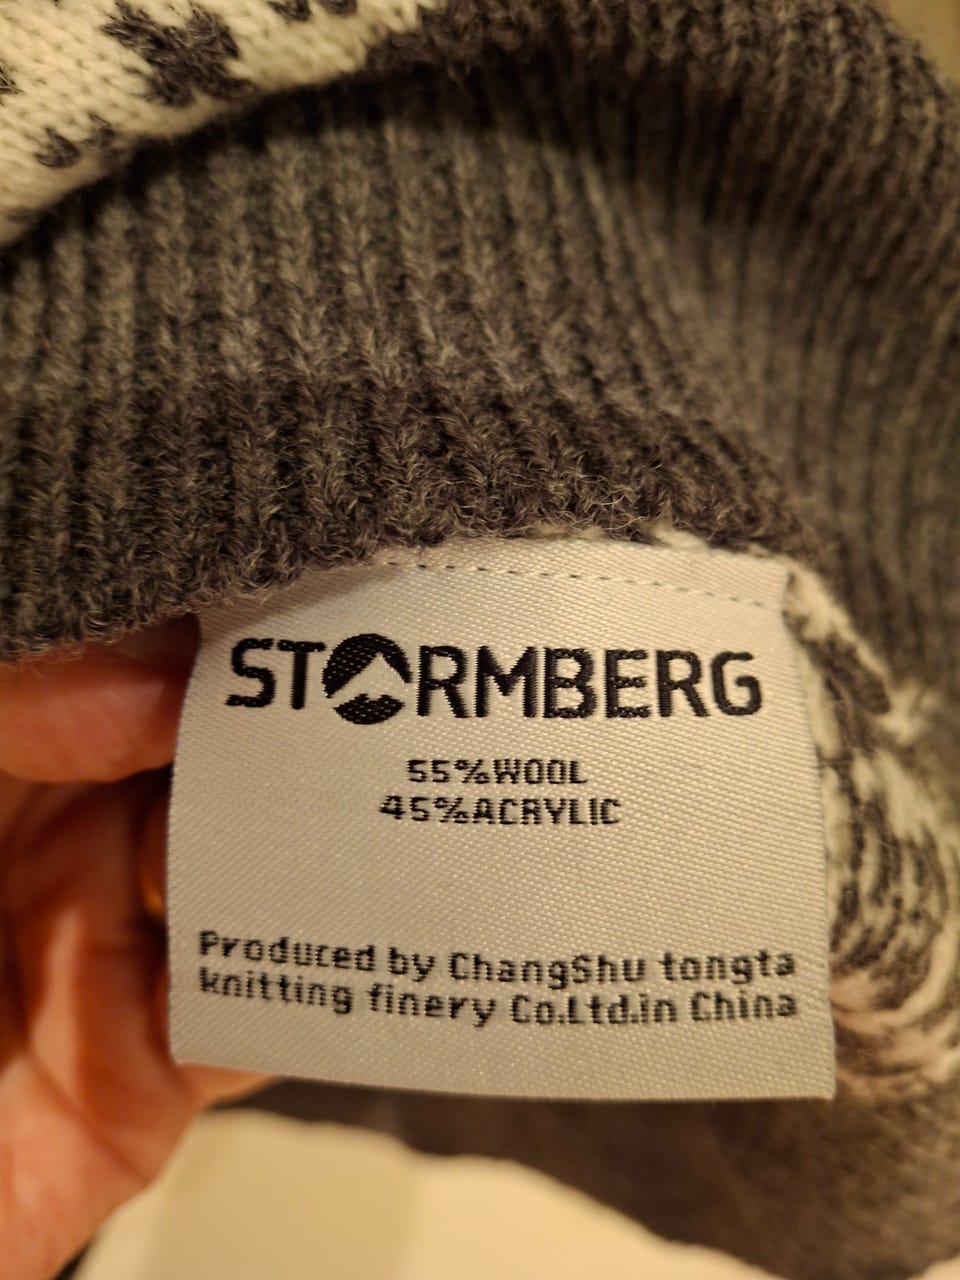 STORMBERG
55%WOOL
45%ACRYLIC
Produced by ChangShu tongta
knitting finery Co.Ltd.in China